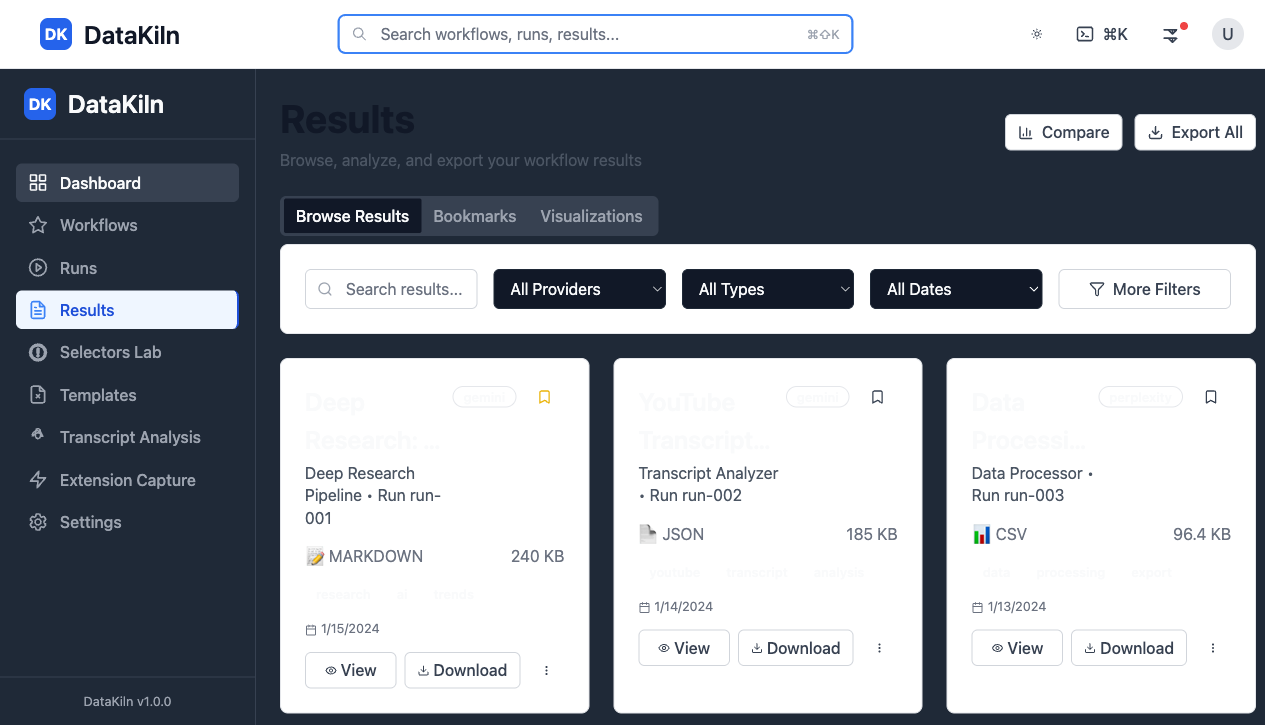 DK DataKiln
Search workflows, runs, results... ⌘⇧K
⌘K
U
DK DataKiln
Dashboard
Workflows
Runs
Results
Selectors Lab
Templates
Transcript Analysis
Extension Capture
Settings
DataKiln v1.0.0
Results
Browse, analyze, and export your workflow results
Compare
Export All
Browse Results Bookmarks Visualizations
Search results... All Providers All Types All Dates More Filters
Deep
Research: ...
gemini
Deep Research
Pipeline • Run run-
001
MARKDOWN 240 KB
research ai trends
1/15/2024
View Download
YouTube
Transcript...
gemini
Transcript Analyzer
• Run run-002
JSON 185 KB
youtube transcript analysis
1/14/2024
View Download
Data
Processi...
perplexity
Data Processor •
Run run-003
CSV 96.4 KB
data processing export
1/13/2024
View Download